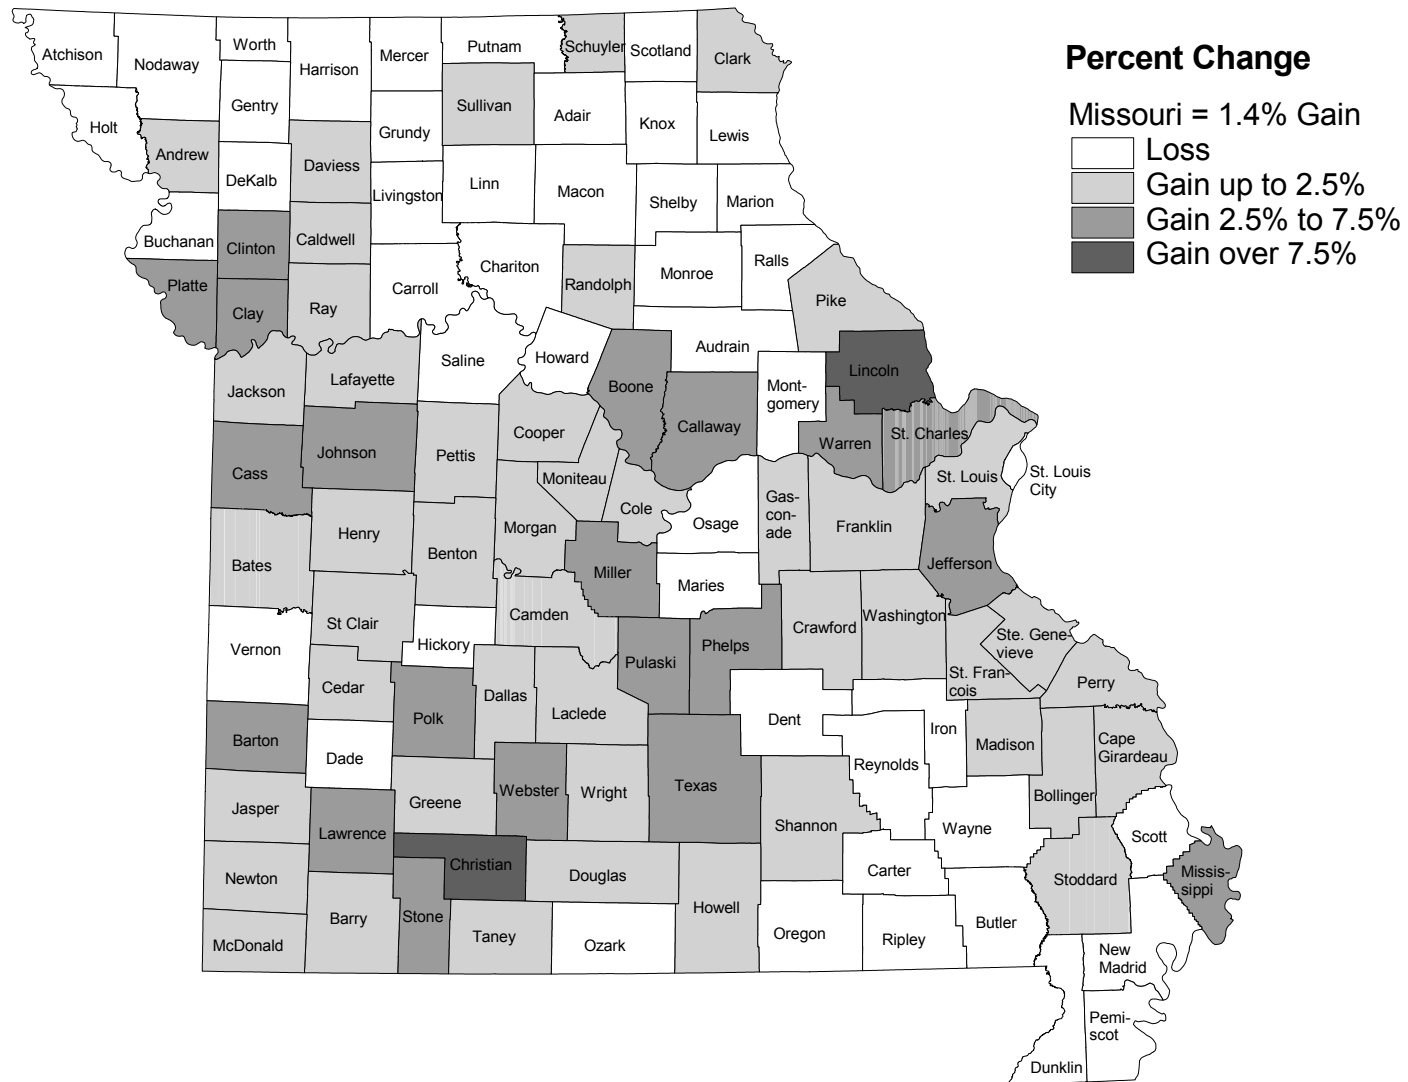 Percent Change
Missouri = 1.4% Gain
Loss
Gain up to 2.5%
Gain 2.5% to 7.5%
Gain over 7.5%
Atchison
Nodaway
Worth
Harrison
Mercer
Putnam
Schuyler
Scotland
Clark
Holt
Gentry
Sullivan
Adair
Knox
Lewis
Grundy
Andrew
DeKalb
Daviess
Livingston
Linn
Macon
Shelby
Marion
Buchanan
Clinton
Caldwell
Chariton
Randolph
Monroe
Ralls
Platte
Clay
Ray
Carroll
Pike
Jackson
Lafayette
Saline
Howard
Boone
Audrain
Mont-
gomery
Lincoln
Callaway
Warren
St. Charles
Cass
Johnson
Pettis
Cooper
Moniteau
Cole
Osage
Gas-
con-
ade
Franklin
St. Louis
St. Louis
City
Bates
Henry
Benton
Morgan
Miller
Maries
Jefferson
St Clair
Camden
Crawford
Washington
Vernon
Hickory
Pulaski
Phelps
Ste. Gene-
vieve
St. Fran-
cois
Perry
Cedar
Polk
Dallas
Laclede
Dent
Iron
Madison
Cape
Girardeau
Barton
Dade
Reynolds
Bollinger
Jasper
Greene
Webster
Wright
Texas
Shannon
Wayne
Scott
Lawrence
Christian
Carter
Stoddard
Missis-
sippi
Newton
Douglas
Howell
Butler
McDonald
Barry
Stone
Taney
Ozark
Oregon
Ripley
New
Madrid
Pemi-
scot
Dunklin